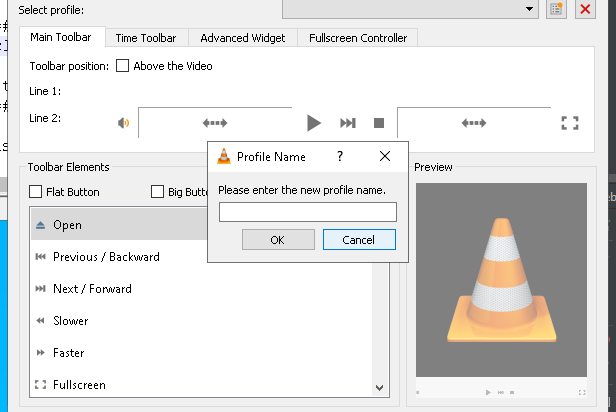 Select profile:
Main Toolbar
Time Toolbar
Advanced Widget
Fullscreen Controller
Toolbar position:
Above the Video
Line 1:
Line 2:
Profile Name
?
Please enter the new profile name.
OK
Cancel
Toolbar Elements
Preview
Flat Button
Big Butto
Open
Previous / Backward
Next / Forward
Slower
Faster
Fullscreen